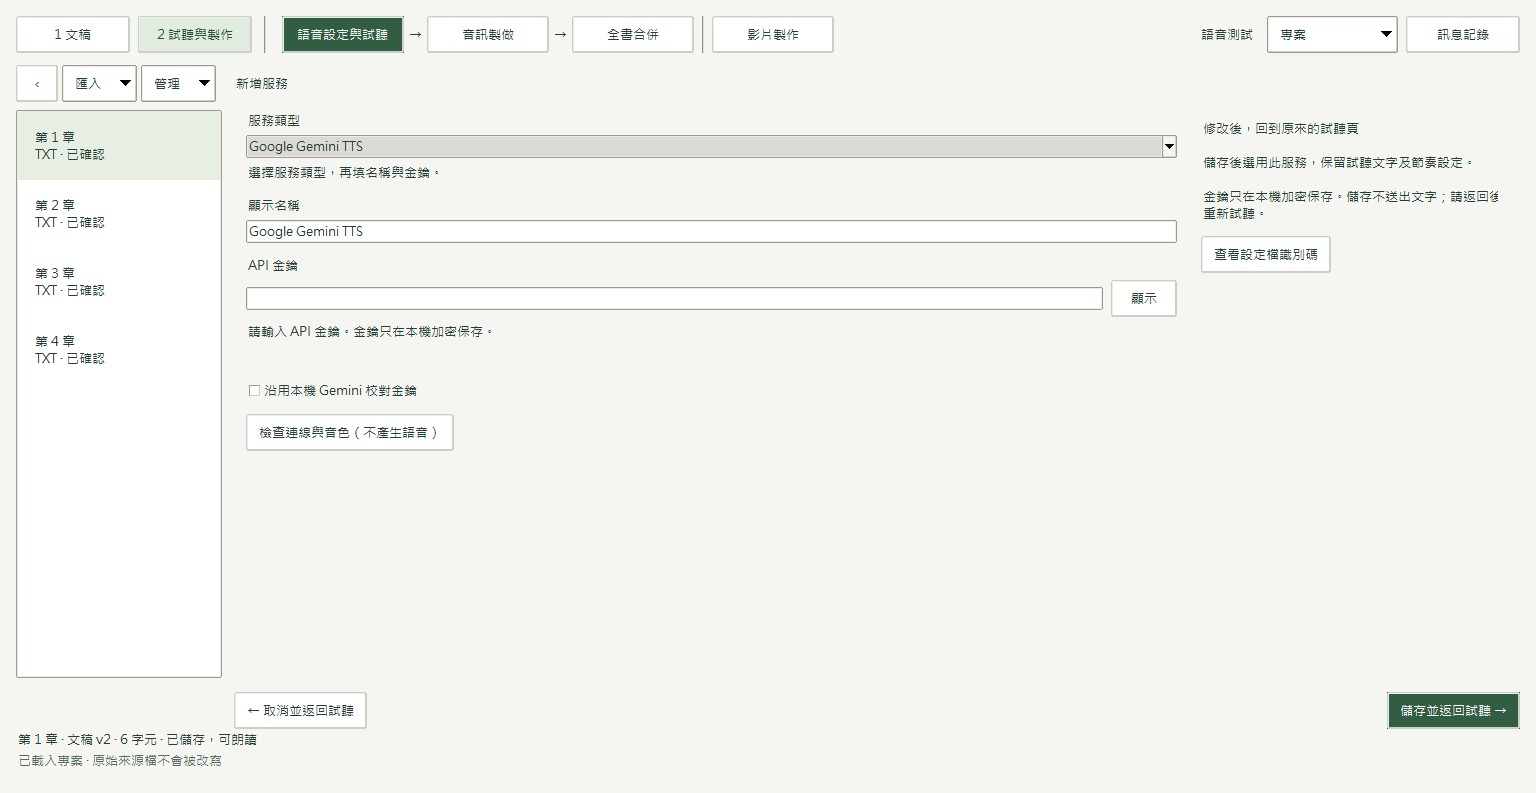 1 文稿
2 試聽與製作
語音設定與試聽
→
音訊製做
→
全書合併
影片製作
語音測試
專案
訊息記錄
‹
匯入
管理
新增服務
第 1 章
TXT · 已確認
第 2 章
TXT · 已確認
第 3 章
TXT · 已確認
第 4 章
TXT · 已確認
服務類型
Google Gemini TTS
選擇服務類型，再填名稱與金鑰。
顯示名稱
Google Gemini TTS
API 金鑰
顯示
請輸入 API 金鑰。金鑰只在本機加密保存。
沿用本機 Gemini 校對金鑰
檢查連線與音色（不產生語音）
修改後，回到原來的試聽頁
儲存後選用此服務，保留試聽文字及節奏設定。
金鑰只在本機加密保存。儲存不送出文字；請返回後
重新試聽。
查看設定檔識別碼
← 取消並返回試聽
儲存並返回試聽 →
第 1 章 · 文稿 v2 · 6 字元 · 已儲存，可朗讀
已載入專案 · 原始來源檔不會被改寫